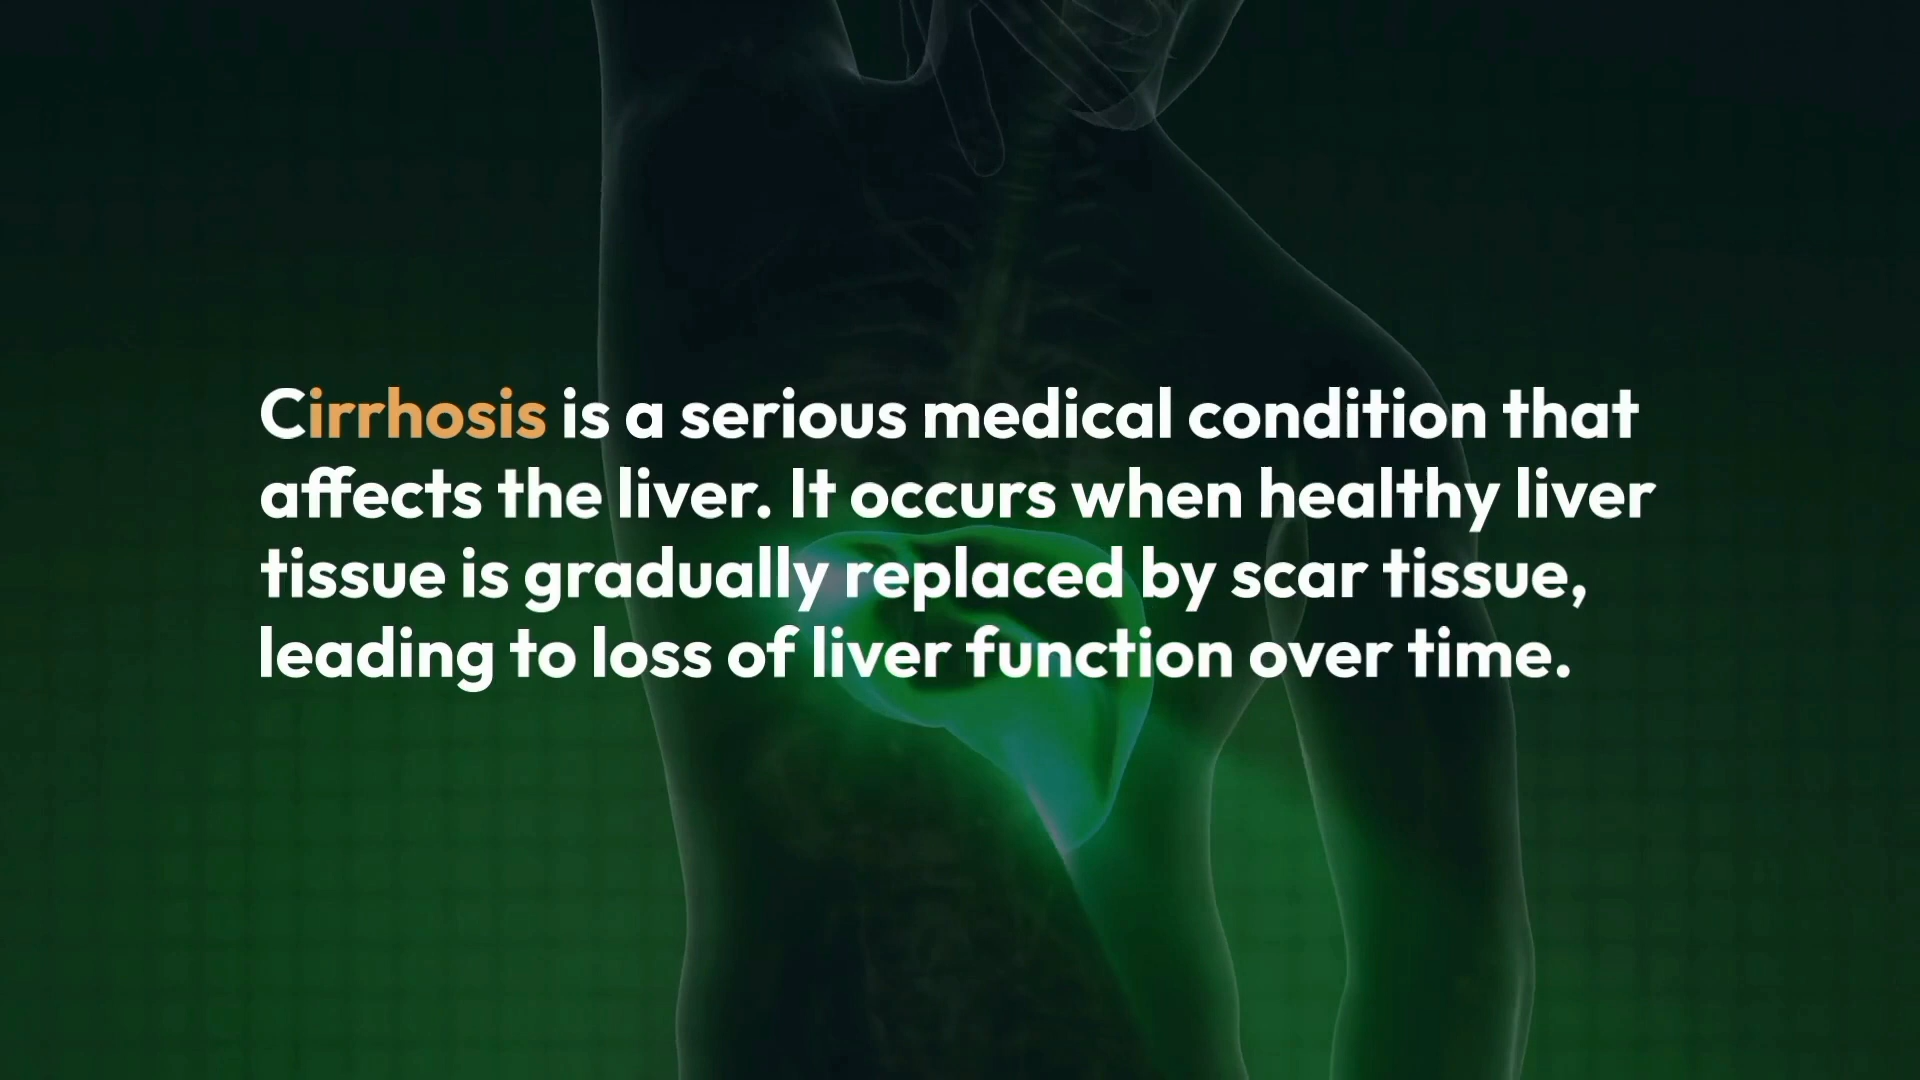 Cirrhosis is a serious medical condition that
affects the liver. It occurs when healthy liver
tissue is gradually replaced by scar tissue,
leading to loss of liver function over time.